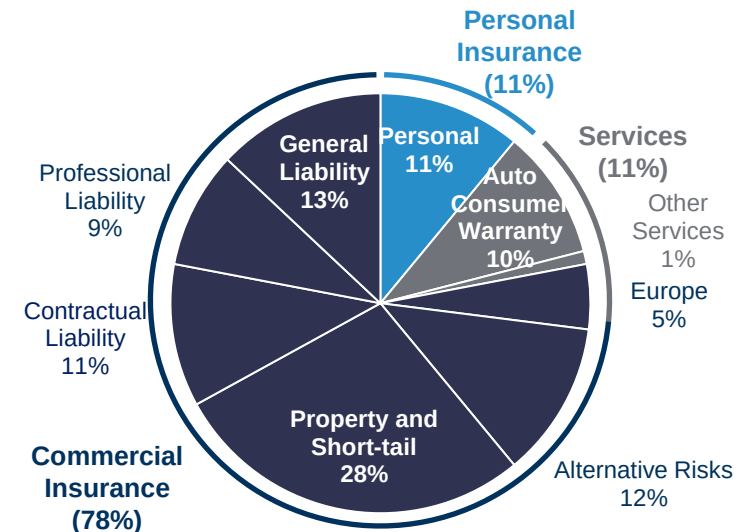 Personal
Insurance
(11%)
Services
(11%)
General
Liability
13%
Personal
11%
Auto
Consumer
Warranty
10%
Other
Services
1%
Professional
Liability
9%
Europe
5%
Contractual
Liability
11%
Property and
Short-tail
28%
Alternative Risks
12%
Commercial
Insurance
(78%)